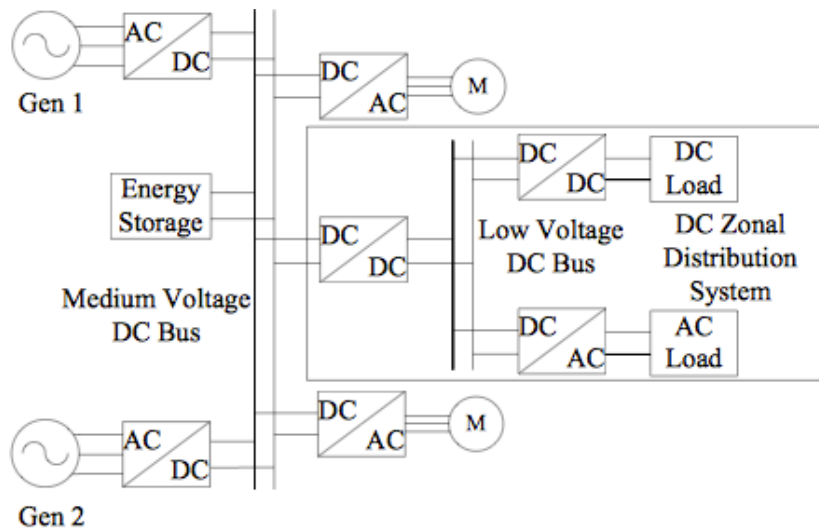 AC
DC
Gen 1
DC
AC
M
Energy
Storage
Medium Voltage
DC Bus
DC
DC
Low Voltage
DC Bus
DC
DC
DC
Load
DC Zonal
Distribution
System
DC
AC
AC
Load
DC
AC
M
AC
DC
Gen 2